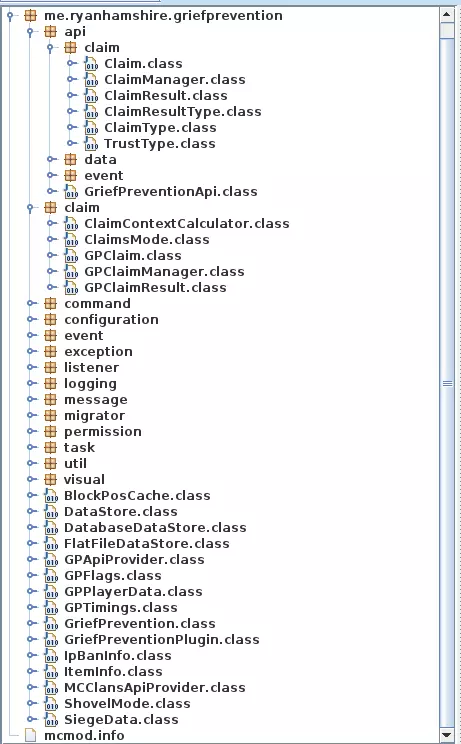 me.ryanhamshire.griefprevention
api
claim
Claim.class
ClaimManager.class
ClaimResult.class
ClaimResultType.class
ClaimType.class
TrustType.class
data
event
GriefPreventionApi.class
claim
ClaimContextCalculator.class
ClaimsMode.class
GPClaim.class
GPClaimManager.class
GPClaimResult.class
command
configuration
event
exception
listener
logging
message
migrator
permission
task
util
visual
BlockPosCache.class
DataStore.class
DatabaseDataStore.class
FlatFileDataStore.class
GPApiProvider.class
GPFlags.class
GPPlayerData.class
GPTimings.class
GriefPrevention.class
GriefPreventionPlugin.class
IpBanInfo.class
ItemInfo.class
MCClansApiProvider.class
ShovelMode.class
SiegeData.class
mcmod.info